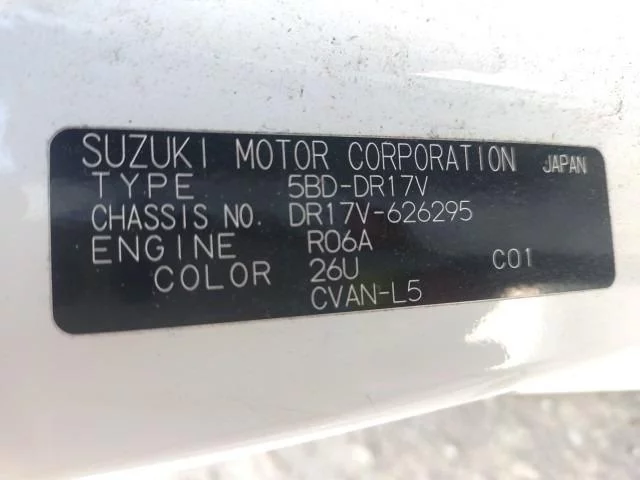 SUZUKI MOTOR CORPORATION JAPAN
TYPE 5BD-DR17V
CHASSIS NO. DR17V-626295
ENGINE R06A
COLOR 26U C01
CVAN-L5